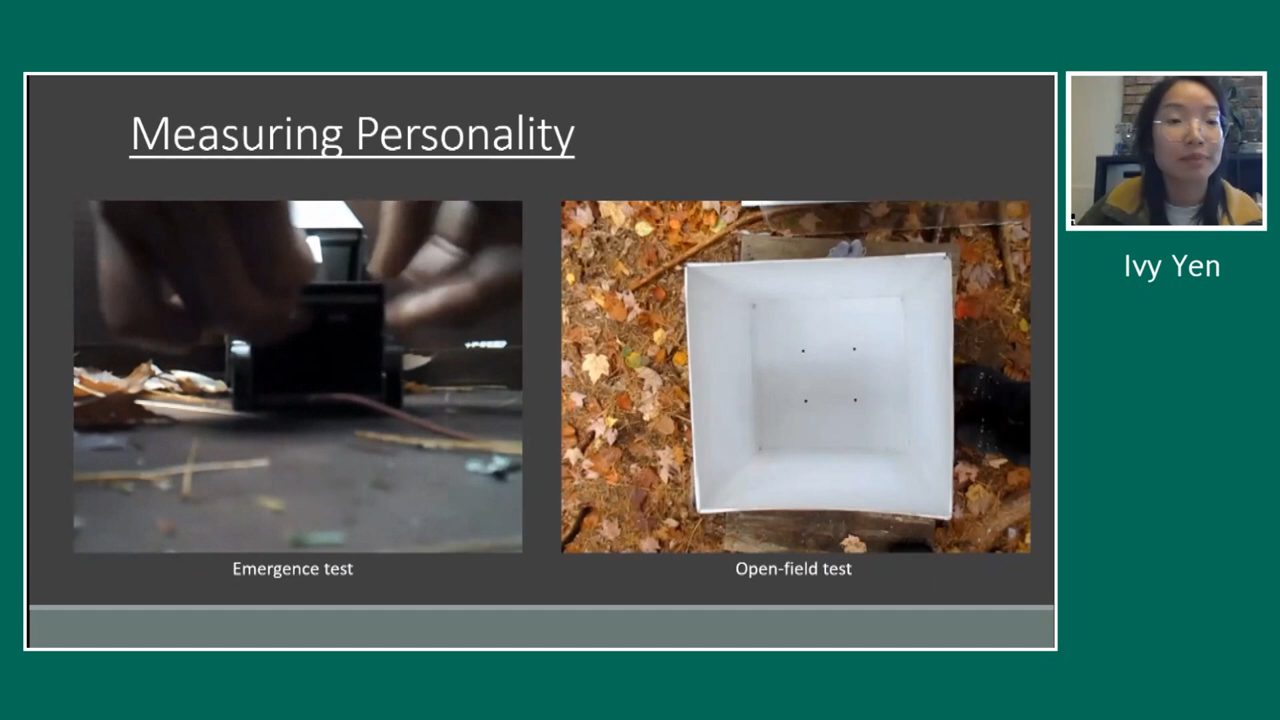 Measuring Personality
Emergence test
Open-field test
Ivy Yen